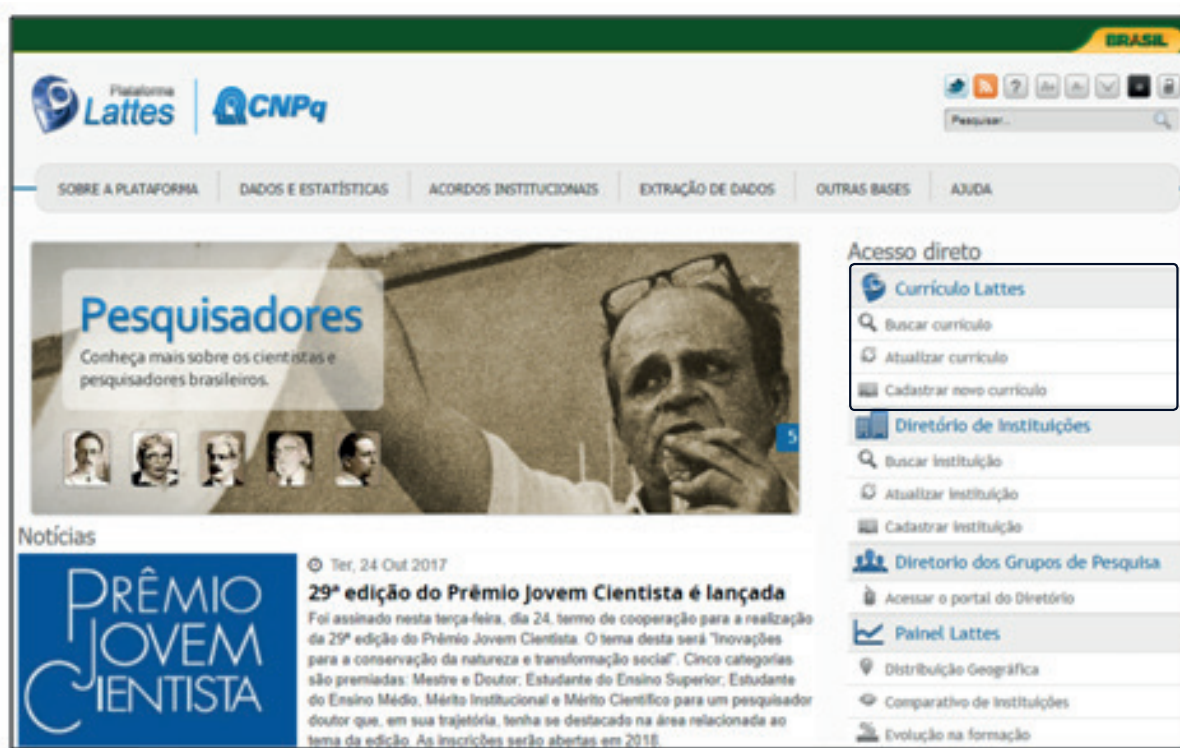 BRASIL
Plataforma
Lattes
CNPq
Pesquisar...
SOBRE A PLATAFORMA
DADOS E ESTATÍSTICAS
ACORDOS INSTITUCIONAIS
EXTRAÇÃO DE DADOS
OUTRAS BASES
AJUDA
Pesquisadores
Conheça mais sobre os cientistas e
pesquisadores brasileiros.
5
Acesso direto
Currículo Lattes
Buscar currículo
Atualizar currículo
Cadastrar novo currículo
Diretório de Instituições
Buscar instituição
Atualizar instituição
Cadastrar instituição
Diretorio dos Grupos de Pesquisa
Acessar o portal do Diretório
Painel Lattes
Distribuição Geográfica
Comparativo de instituições
Evolução na formação
Notícias
PRÊMIO
JOVEM
CIENTISTA
Ter, 24 Out 2017
29ª edição do Prêmio Jovem Cientista é lançada
Foi assinado nesta terça-feira, dia 24, termo de cooperação para a realização
da 29ª edição do Prêmio Jovem Cientista. O tema desta será "Inovações
para a conservação da natureza e transformação social". Cinco categorias
são premiadas: Mestre e Doutor; Estudante do Ensino Superior; Estudante
do Ensino Médio, Mérito Institucional e Mérito Científico para um pesquisador
doutor que, em sua trajetória, tenha se destacado na área relacionada ao
tema da edição. As inscrições serão abertas em 2018.